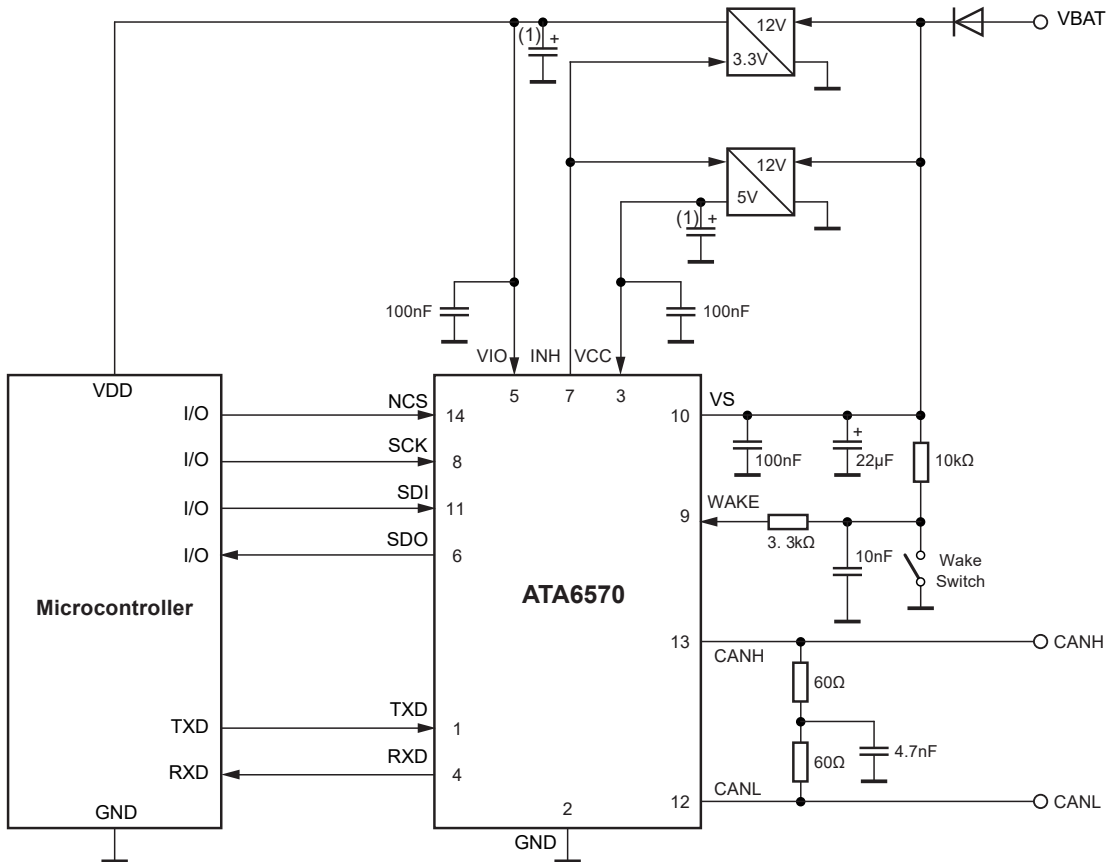 VBAT
12V
(1) +
3.3V
12V
5V
(1) +
100nF
100nF
VIO INH VCC
VDD
5 7 3
I/O NCS 14
10 VS
I/O SCK 8
100nF
+
22µF
10kΩ
I/O SDI 11
9 WAKE
3. 3kΩ
I/O SDO 6
10nF
Wake
Switch
Microcontroller
ATA6570
13
CANH
CANH
60Ω
TXD TXD 1
RXD RXD 4
60Ω
4.7nF
12
CANL
CANL
GND
2
GND